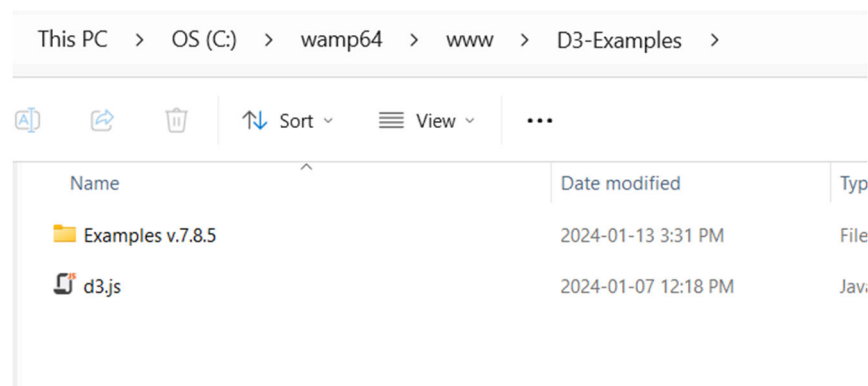 This PC > OS (C:) > wamp64 > www > D3-Examples >
Sort View ...
Name Date modified Typ
Examples v.7.8.5 2024-01-13 3:31 PM File
d3.js 2024-01-07 12:18 PM Java